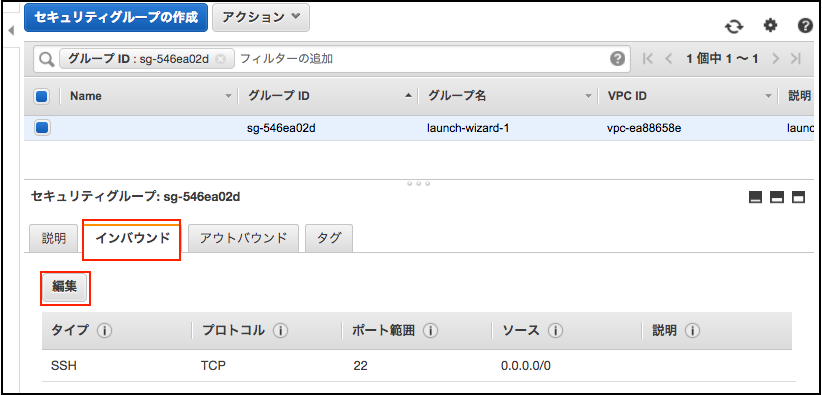 セキュリティグループの作成 アクション
グループ ID : sg-546ea02d フィルターの追加 1 個中 1 ~ 1
Name グループ ID グループ名 VPC ID 説明
sg-546ea02d launch-wizard-1 vpc-ea88658e launc
セキュリティグループ: sg-546ea02d
説明 インバウンド アウトバウンド タグ
編集
タイプ プロトコル ポート範囲 ソース 説明
SSH TCP 22 0.0.0.0/0